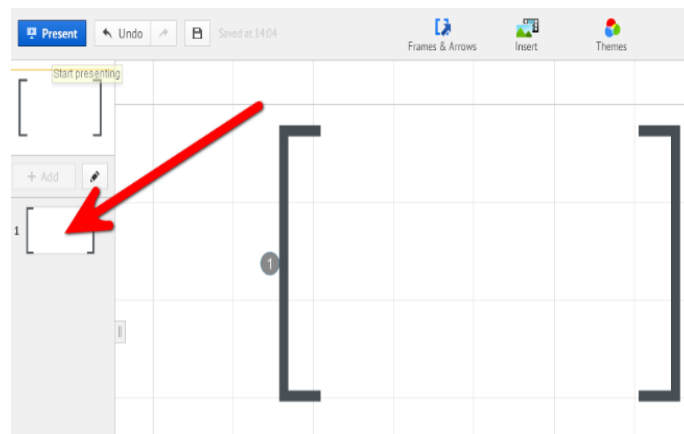 Present Undo Saved at 14:04
Frames & Arrows Insert Themes
Start presenting
+ Add
1
1